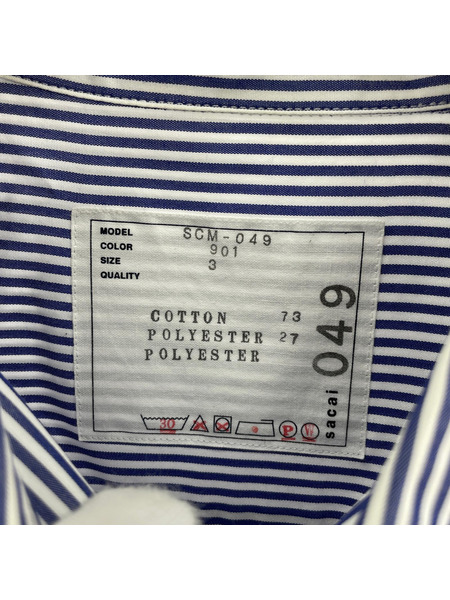 MODEL SCM-049
COLOR 901
SIZE 3
QUALITY
COTTON 73
POLYESTER 27
POLYESTER
30
P
sacai 049